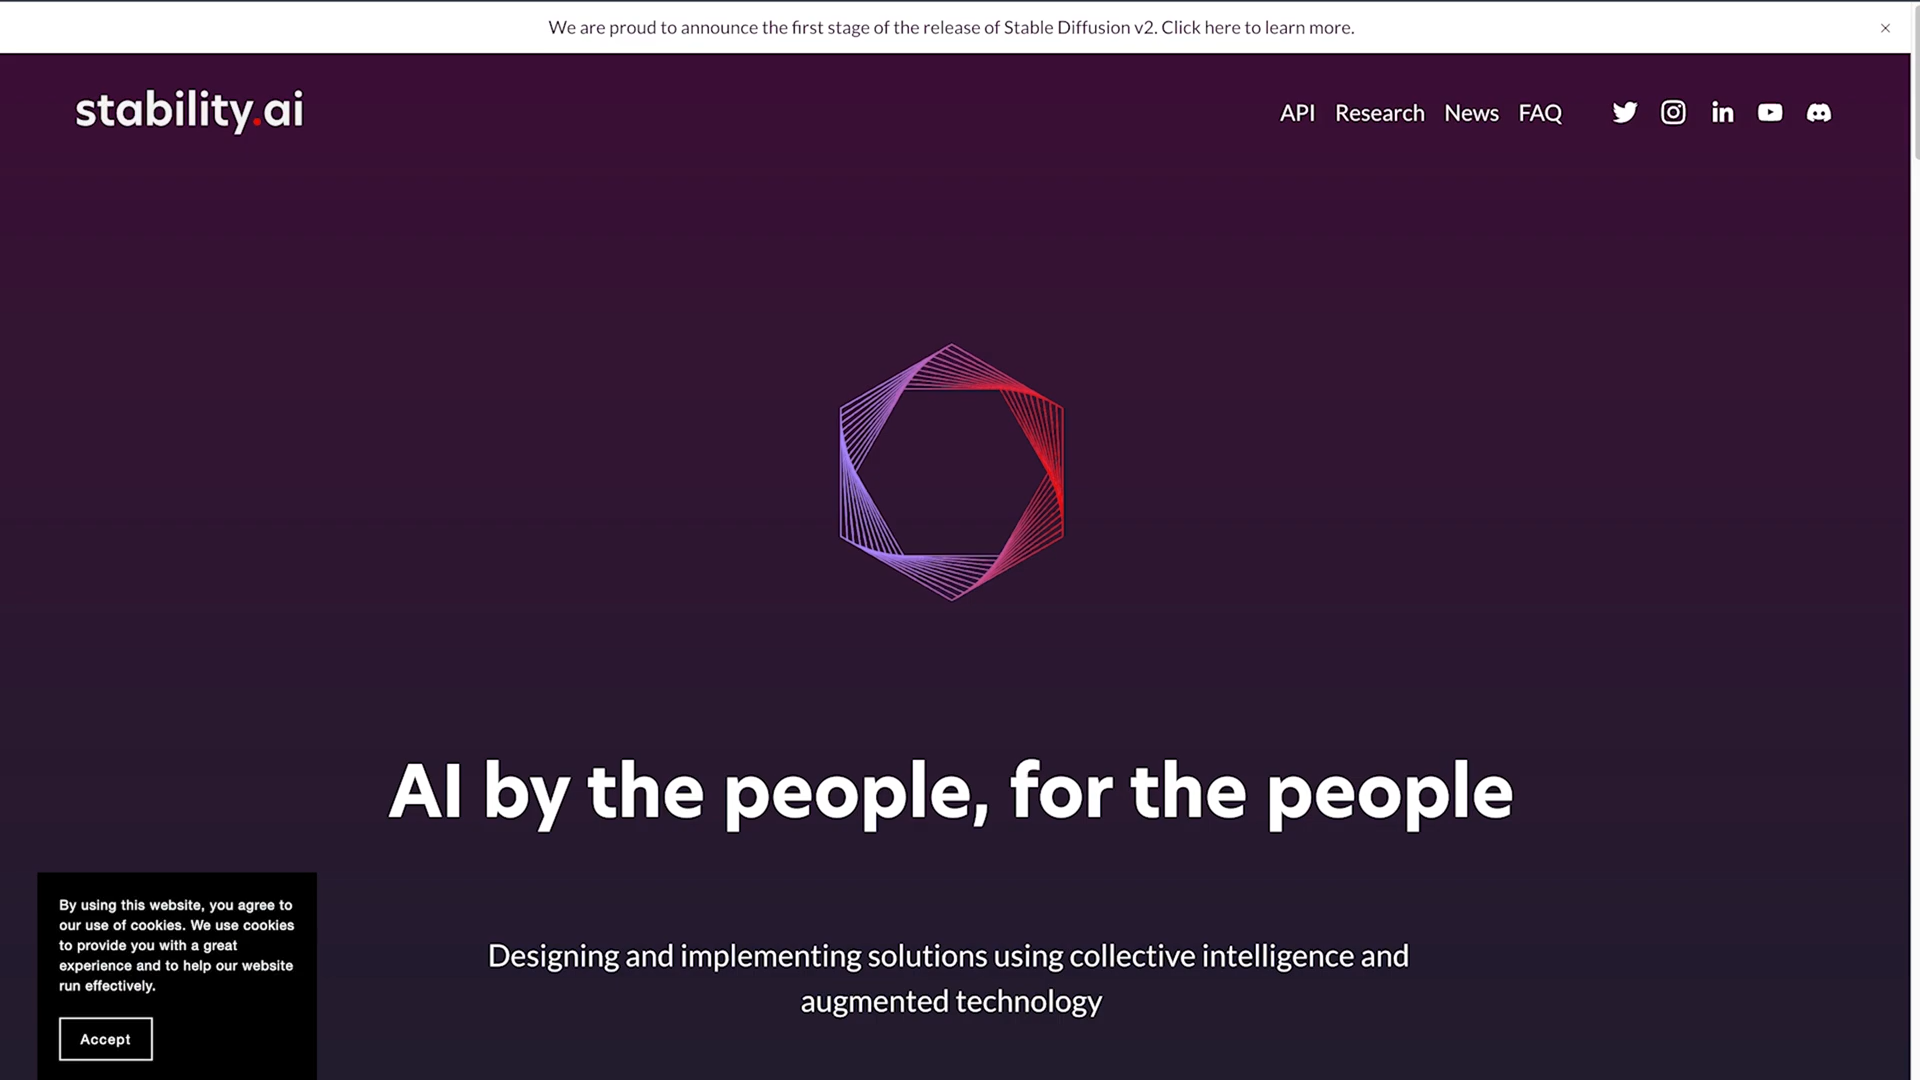 We are proud to announce the first stage of the release of Stable Diffusion v2. Click here to learn more.
stability.ai
API Research News FAQ
AI by the people, for the people
Designing and implementing solutions using collective intelligence and
augmented technology
By using this website, you agree to
our use of cookies. We use cookies
to provide you with a great
experience and to help our website
run effectively.
Accept